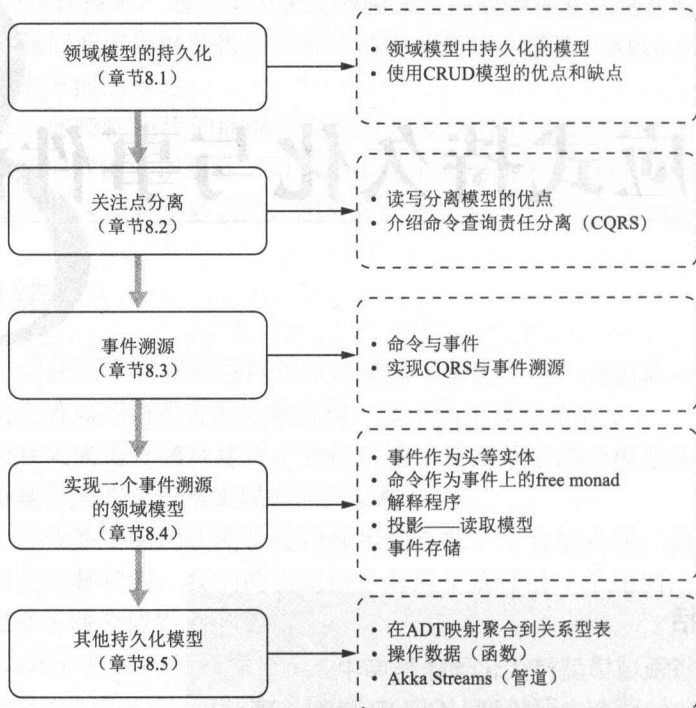 领域模型的持久化
（章节8.1）
• 领域模型中持久化的模型
• 使用CRUD模型的优点和缺点
关注点分离
（章节8.2）
• 读写分离模型的优点
• 介绍命令查询责任分离（CQRS）
事件溯源
（章节8.3）
• 命令与事件
• 实现CQRS与事件溯源
实现一个事件溯源
的领域模型
（章节8.4）
• 事件作为头等实体
• 命令作为事件上的free monad
• 解释程序
• 投影——读取模型
• 事件存储
其他持久化模型
（章节8.5）
• 在ADT映射聚合到关系型表
• 操作数据（函数）
• Akka Streams（管道）